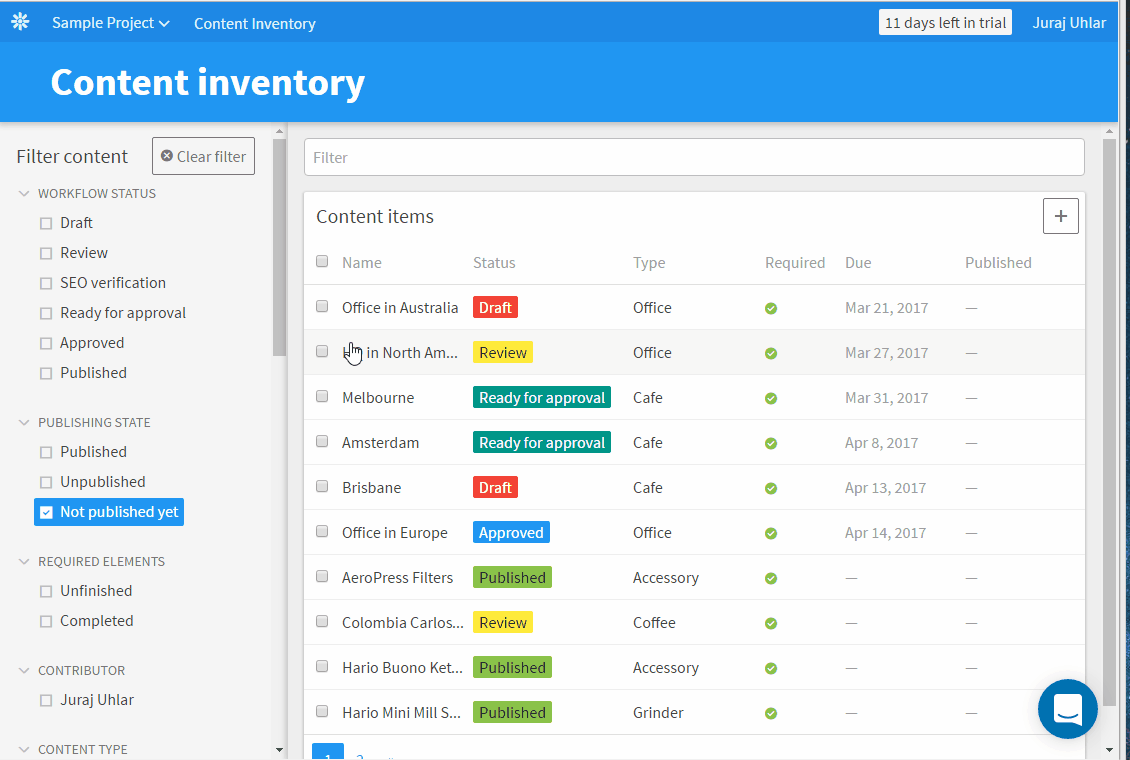 Sample Project Content Inventory 11 days left in trial Juraj Uhlar
Content inventory
Filter content Clear filter
WORKFLOW STATUS
Draft
Review
SEO verification
Ready for approval
Approved
Published
PUBLISHING STATE
Published
Unpublished
Not published yet
REQUIRED ELEMENTS
Unfinished
Completed
CONTRIBUTOR
Juraj Uhlar
CONTENT TYPE
Filter
Content items +
Name Status Type Required Due Published
Office in Australia Draft Office Mar 21, 2017 —
in North Am... Review Office Mar 27, 2017 —
Melbourne Ready for approval Cafe Mar 31, 2017 —
Amsterdam Ready for approval Cafe Apr 8, 2017 —
Brisbane Draft Cafe Apr 13, 2017 —
Office in Europe Approved Office Apr 14, 2017 —
AeroPress Filters Published Accessory — —
Colombia Carlos... Review Coffee — —
Hario Buono Ket... Published Accessory — —
Hario Mini Mill S... Published Grinder — —